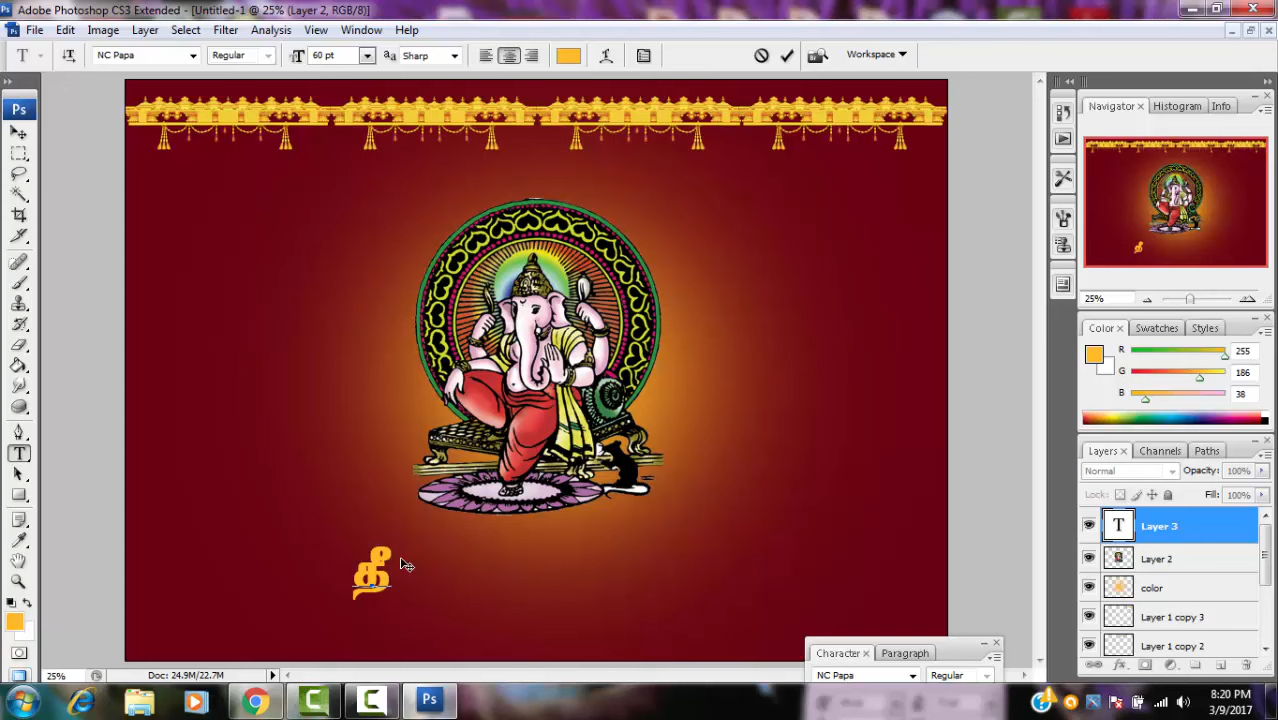 Adobe Photoshop CS3 Extended - [Untitled-1 @ 25% (Layer 2, RGB/8)]
File Edit Image Layer Select Filter Analysis View Window Help
T NC Papa Regular 60 pt Sharp Workspace
Ps
Navigator × Histogram Info
25%
Color × Swatches Styles
R 255
G 186
B 38
Layers × Channels Paths
Normal Opacity: 100%
Lock: Fill: 100%
T Layer 3
Layer 2
color
Layer 1 copy 3
Layer 1 copy 2
தீ
Character × Paragraph
NC Papa Regular
25% Doc: 24.9M/22.7M
8:20 PM
3/9/2017